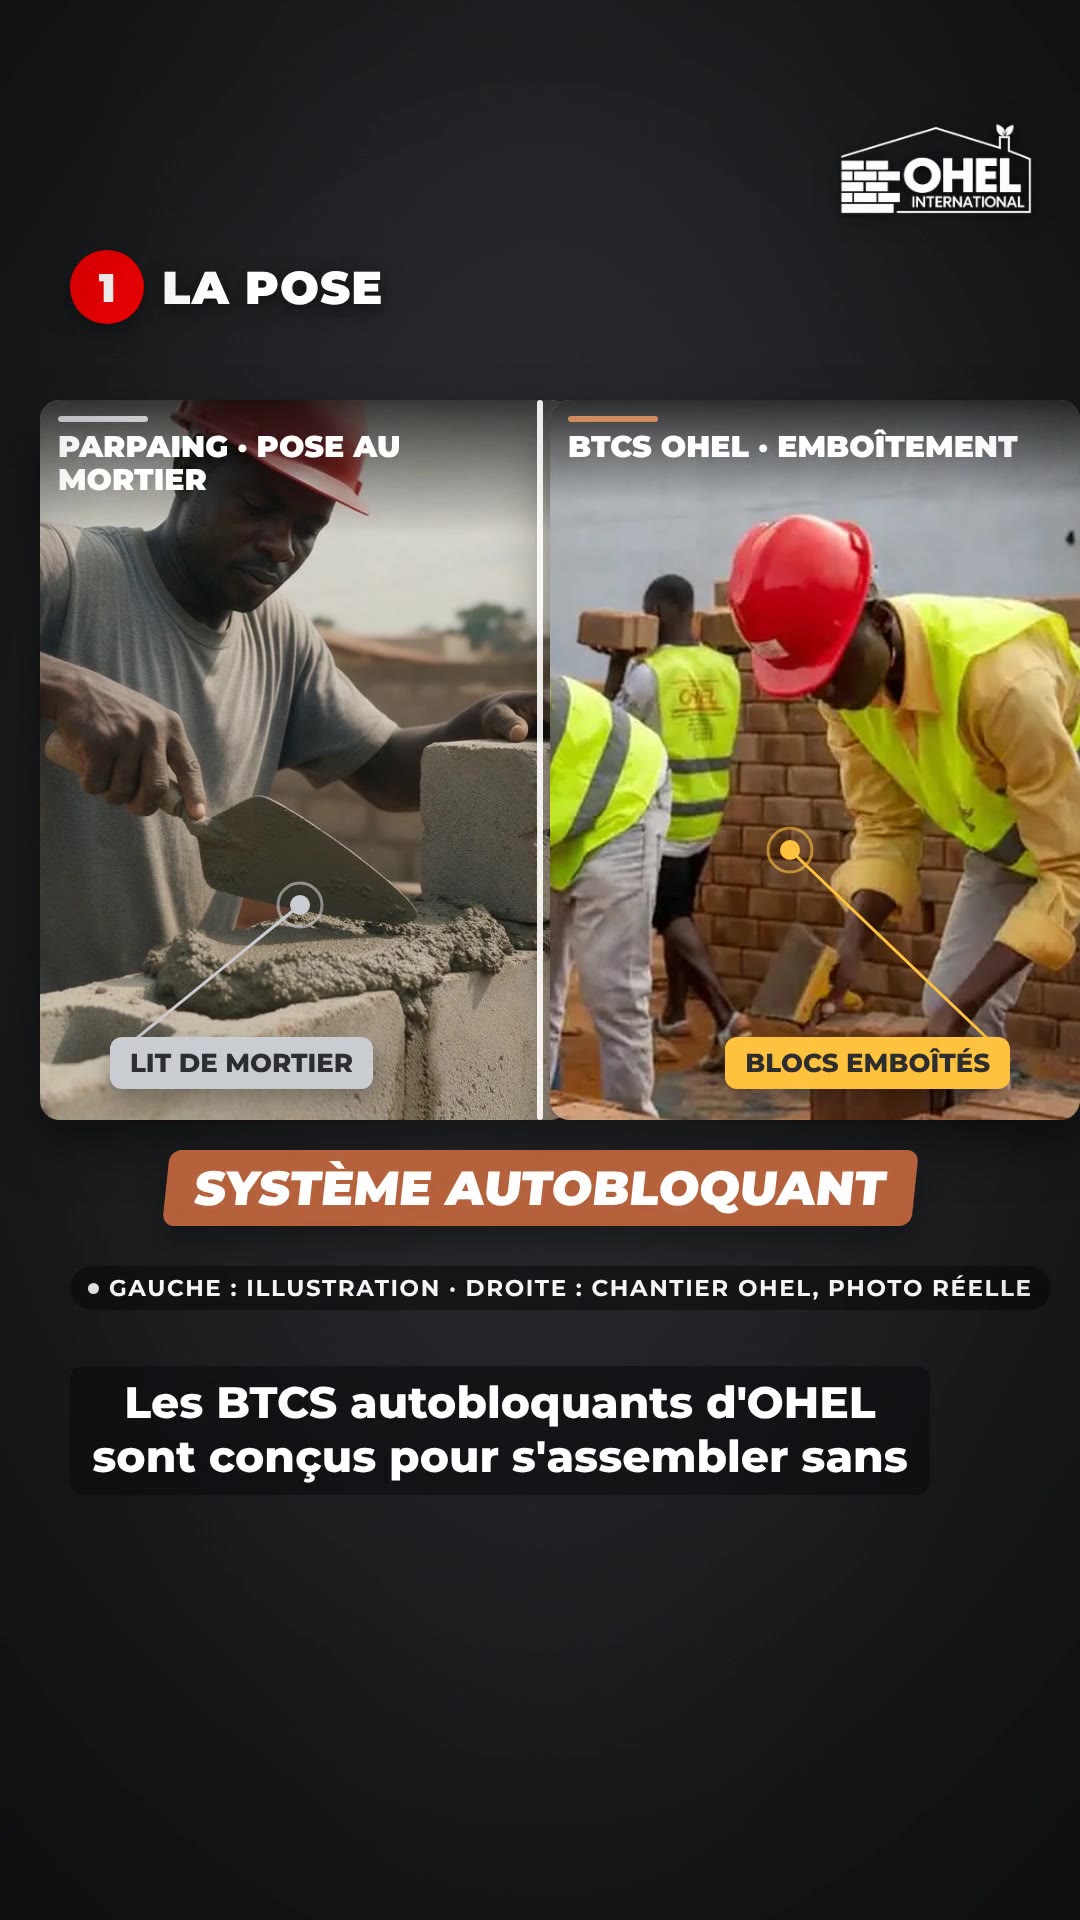 OHEL
INTERNATIONAL
1 LA POSE
PARPAING · POSE AU
MORTIER
BTCS OHEL · EMBOÎTEMENT
OHEL
LIT DE MORTIER
BLOCS EMBOÎTÉS
SYSTÈME AUTOBLOQUANT
GAUCHE : ILLUSTRATION · DROITE : CHANTIER OHEL, PHOTO RÉELLE
Les BTCS autobloquants d'OHEL
sont conçus pour s'assembler sans